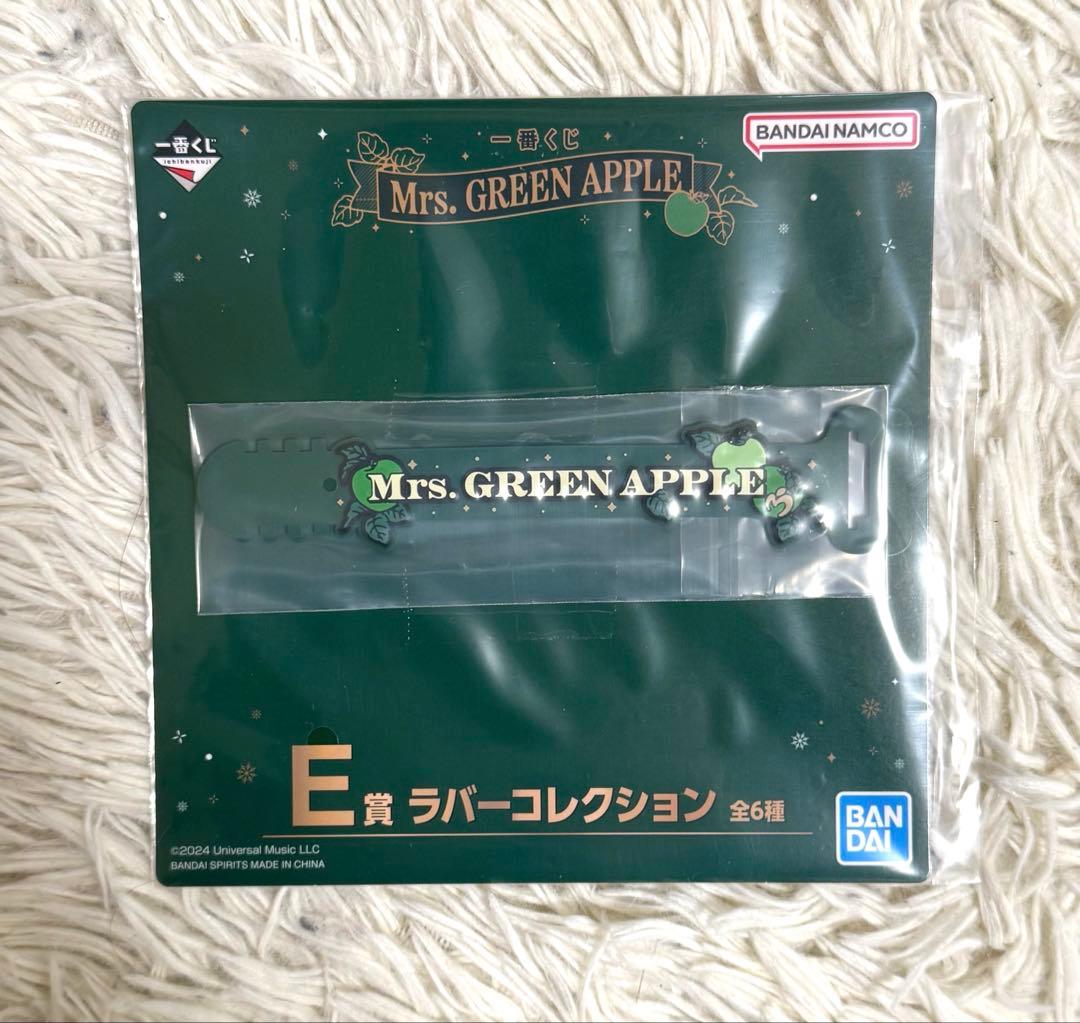 一番くじ
ichibankuji
一番くじ
Mrs. GREEN APPLE
BANDAI NAMCO
Mrs. GREEN APPLE
E賞 ラバーコレクション 全6種
©2024 Universal Music LLC
BANDAI SPIRITS MADE IN CHINA
BAN
DAI